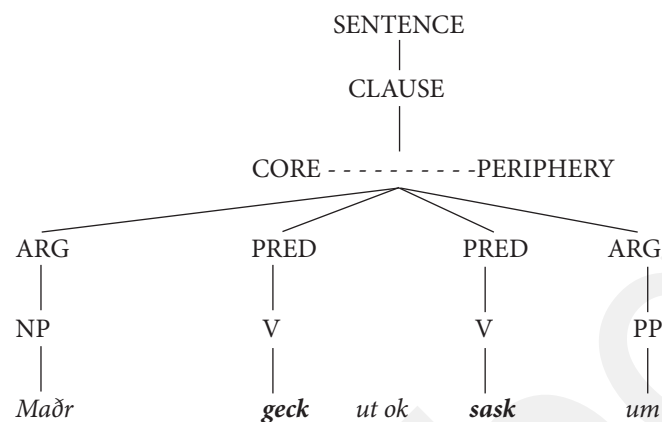 SENTENCE
CLAUSE
CORE - - - - - - - - - -PERIPHERY
ARG PRED PRED ARG
NP V V PP
Maðr geck ut ok sask um